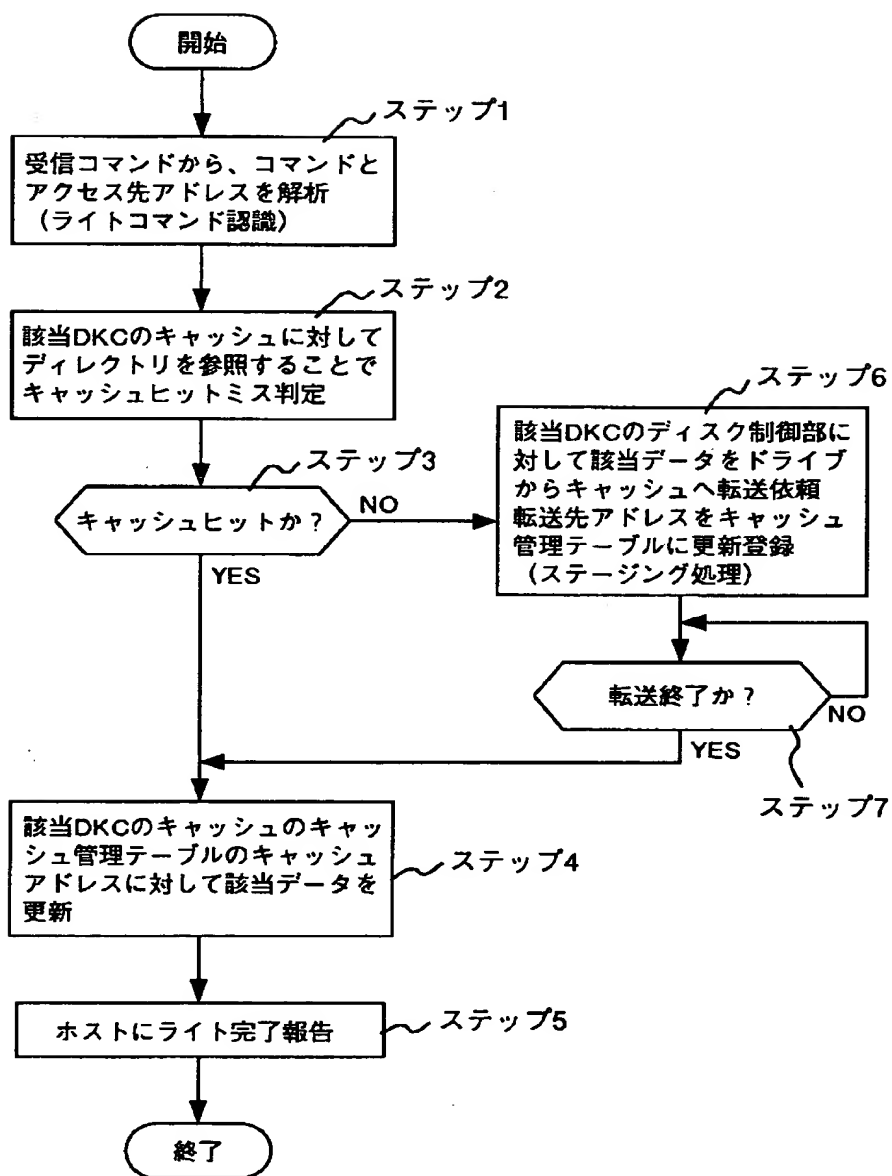 開始
ステップ1
受信コマンドから、コマンドと
アクセス先アドレスを解析
（ライトコマンド認識）
ステップ2
該当DKCのキャッシュに対して
ディレクトリを参照することで
キャッシュヒットミス判定
ステップ3
キャッシュヒットか？
NO
YES
ステップ6
該当DKCのディスク制御部に
対して該当データをドライブ
からキャッシュへ転送依頼
転送先アドレスをキャッシュ
管理テーブルに更新登録
（ステージング処理）
転送終了か？
NO
YES
ステップ7
該当DKCのキャッシュのキャッ
シュ管理テーブルのキャッシュ
アドレスに対して該当データを
更新
ステップ4
ホストにライト完了報告
ステップ5
終了